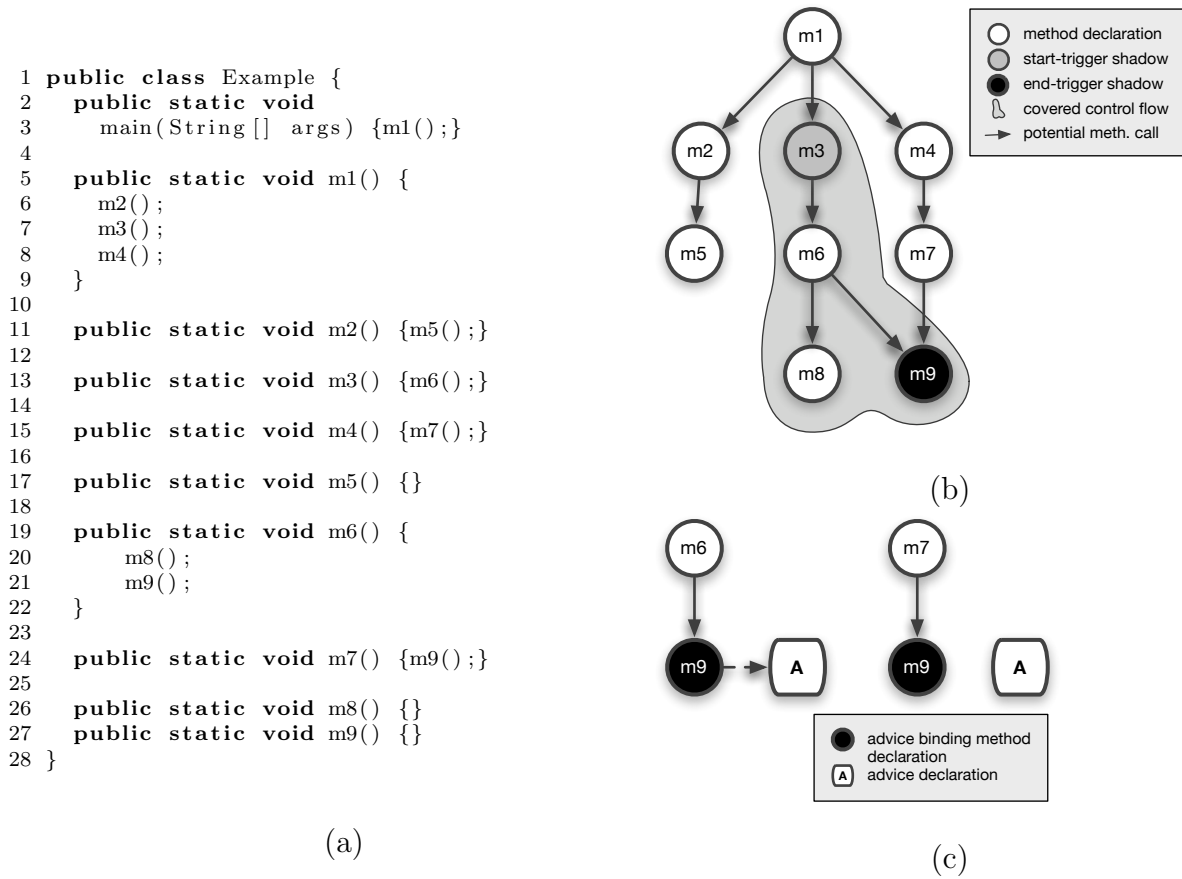 1 public class Example {
2 public static void
3 main(String[] args) {m1();}
4
5 public static void m1() {
6 m2();
7 m3();
8 m4();
9 }
10
11 public static void m2() {m5();}
12
13 public static void m3() {m6();}
14
15 public static void m4() {m7();}
16
17 public static void m5() {}
18
19 public static void m6() {
20 m8();
21 m9();
22 }
23
24 public static void m7() {m9();}
25
26 public static void m8() {}
27 public static void m9() {}
28 }
(a)
m1
m2
m3
m4
m5
m6
m7
m8
m9
method declaration
start-trigger shadow
end-trigger shadow
covered control flow
potential meth. call
(b)
m6
m7
m9
A
m9
A
advice binding method
declaration
A advice declaration
(c)